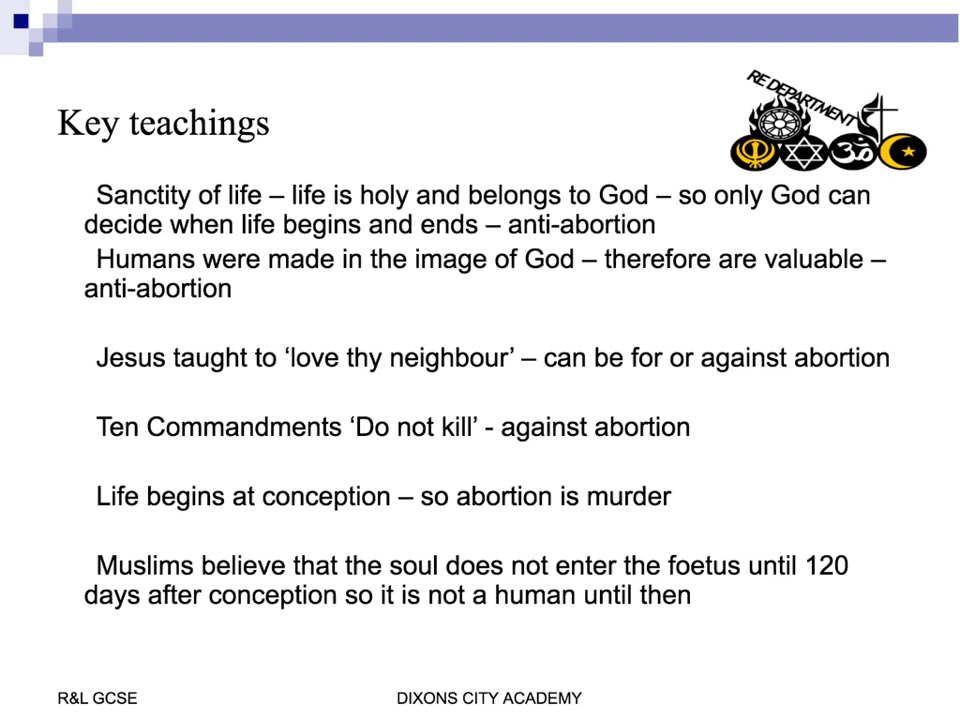 RE DEPARTMENT
Key teachings
Sanctity of life – life is holy and belongs to God – so only God can
decide when life begins and ends – anti-abortion
Humans were made in the image of God – therefore are valuable –
anti-abortion
Jesus taught to ‘love thy neighbour’ – can be for or against abortion
Ten Commandments ‘Do not kill’ - against abortion
Life begins at conception – so abortion is murder
Muslims believe that the soul does not enter the foetus until 120
days after conception so it is not a human until then
R&L GCSE
DIXONS CITY ACADEMY